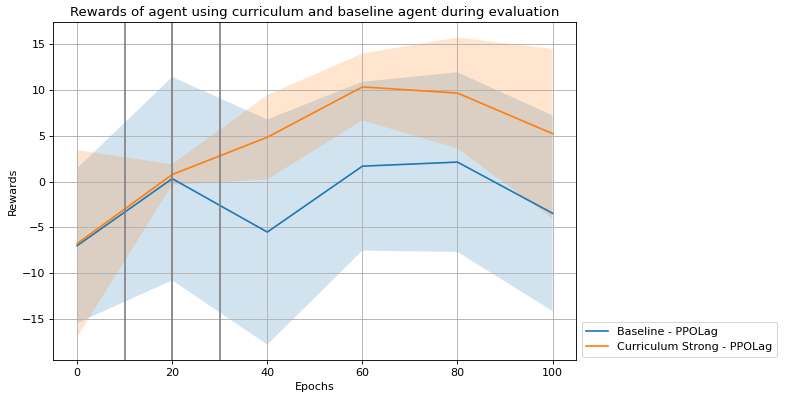 Rewards of agent using curriculum and baseline agent during evaluation
15
10
5
0
−5
−10
−15
Rewards
0 20 40 60 80 100
Epochs
Baseline - PPOLag
Curriculum Strong - PPOLag